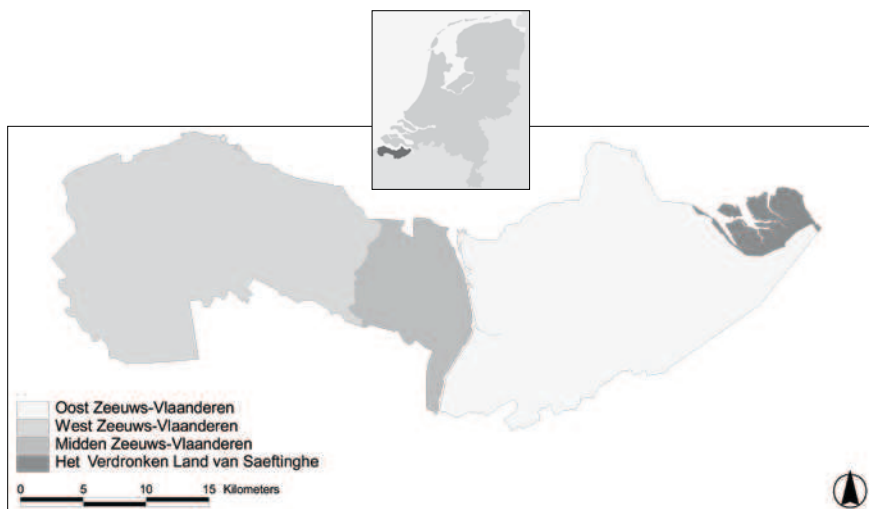 Oost Zeeuws-Vlaanderen
West Zeeuws-Vlaanderen
Midden Zeeuws-Vlaanderen
Het Verdronken Land van Saeftinghe
0 5 10 15 Kilometers